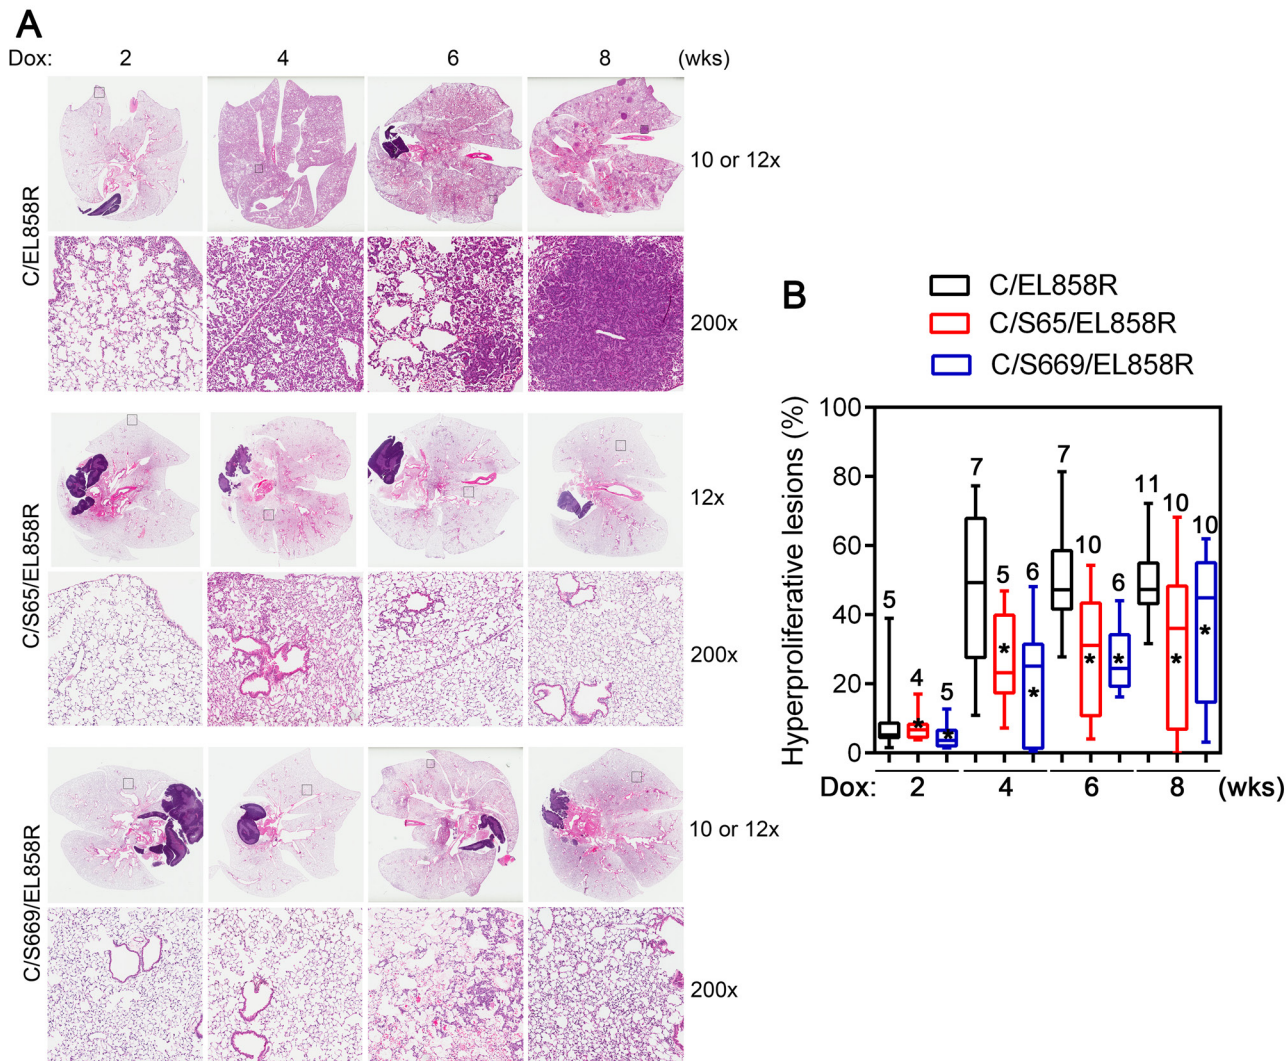 A
Dox: 2 4 6 8 (wks)
C/EL858R
10 or 12x
200x
C/S65/EL858R
12x
200x
C/S669/EL858R
10 or 12x
200x
B
C/EL858R
C/S65/EL858R
C/S669/EL858R
Hyperproliferative lesions (%)
100
80
60
40
20
0
5 4 5 7 5 6 7 10 6 11 10 10
* * * * * * * *
Dox: 2 4 6 8 (wks)